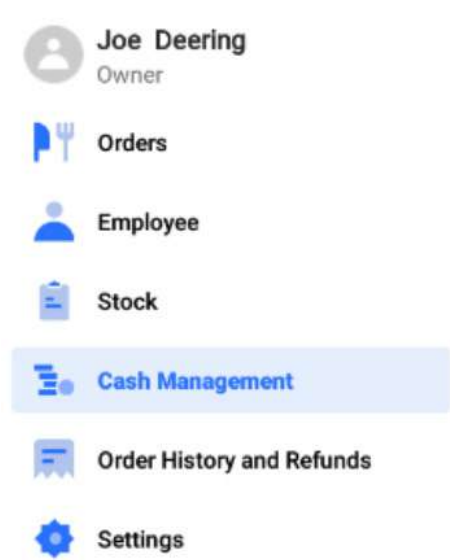 Joe Deering
Owner
Orders
Employee
Stock
Cash Management
Order History and Refunds
Settings